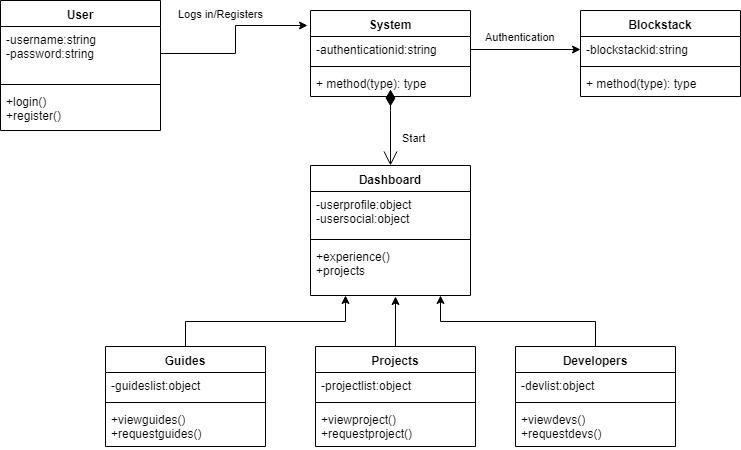 User
-username:string
-password:string
+login()
+register()
Logs in/Registers
System
-authenticationid:string
+ method(type): type
Authentication
Blockstack
-blockstackid:string
+ method(type): type
Start
Dashboard
-userprofile:object
-usersocial:object
+experience()
+projects
Guides
-guideslist:object
+viewguides()
+requestguides()
Projects
-projectlist:object
+viewproject()
+requestproject()
Developers
-devlist:object
+viewdevs()
+requestdevs()